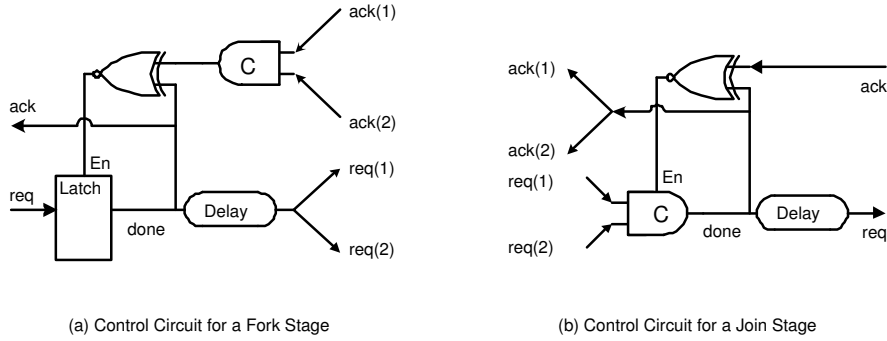 ack(1)
C
ack
ack(2)
En
Latch
req
req(1)
Delay
done
req(2)
(a) Control Circuit for a Fork Stage
ack(1)
ack
ack(2)
req(1)
En
C
Delay
done
req
req(2)
(b) Control Circuit for a Join Stage